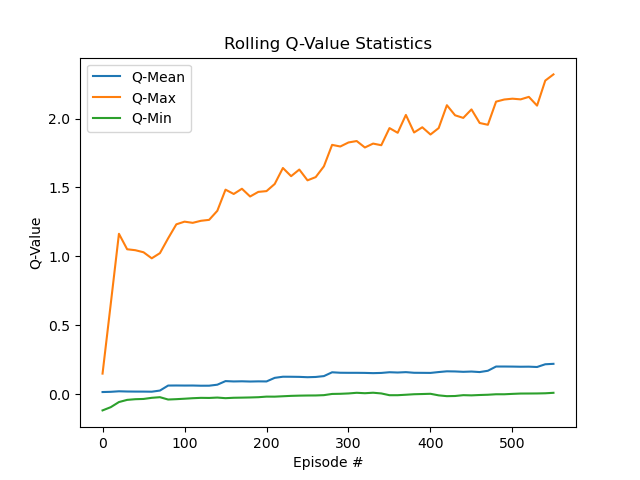 Rolling Q-Value Statistics
Q-Mean
Q-Max
Q-Min
Q-Value
2.0
1.5
1.0
0.5
0.0
0 100 200 300 400 500
Episode #